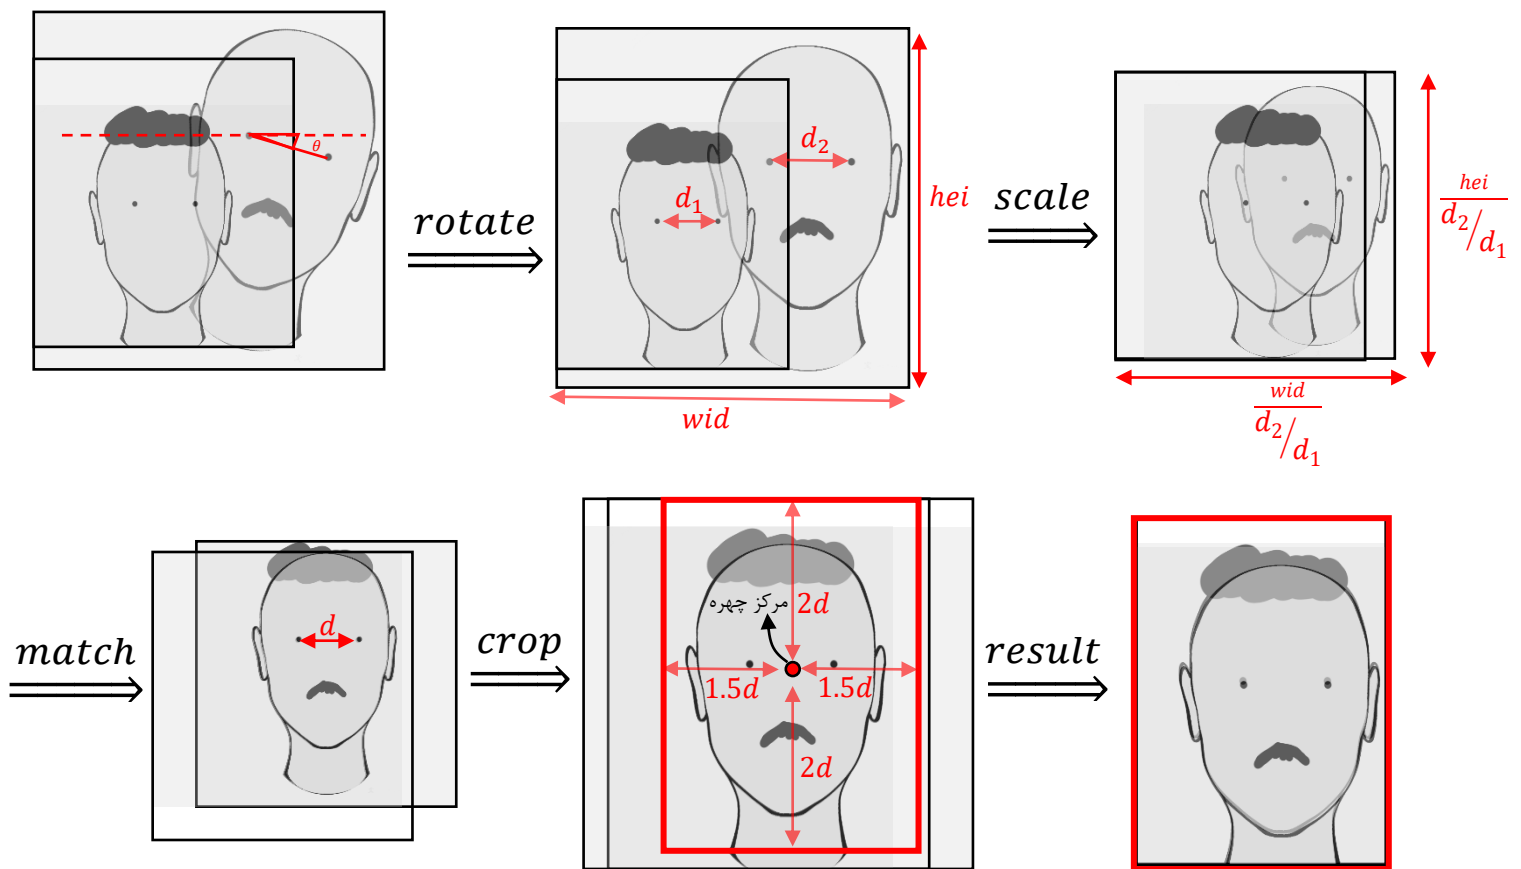 θ
rotate
d₁
d₂
hei
wid
scale
hei
d₂/d₁
wid
d₂/d₁
match
d
crop
مرکز چهره
2d
1.5d
1.5d
2d
result